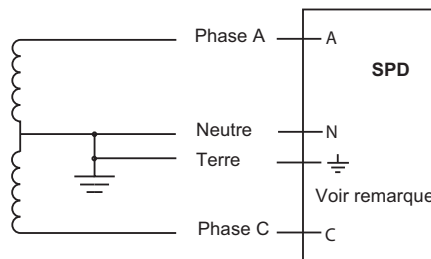 Phase A A
SPD
Neutre N
Terre
Voir remarque
Phase C C